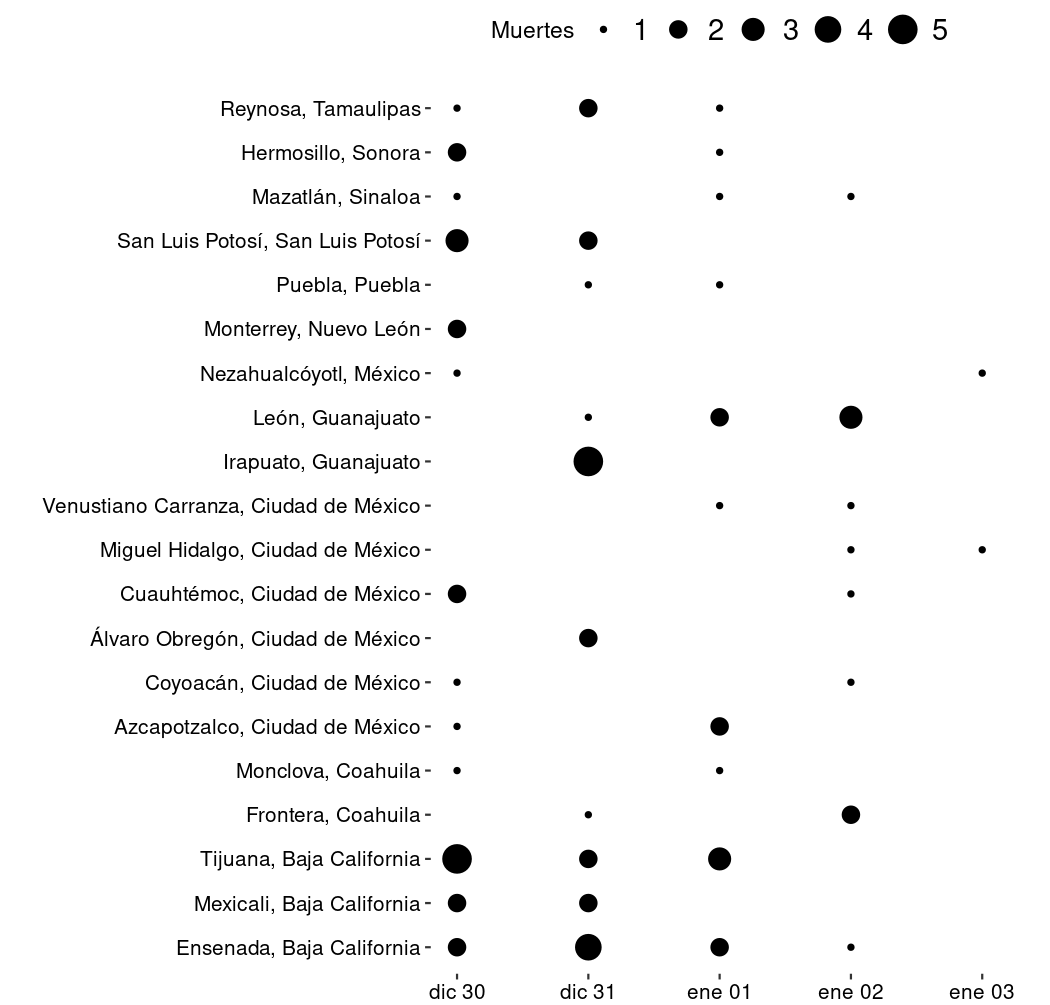 Muertes 1 2 3 4 5
Reynosa, Tamaulipas
Hermosillo, Sonora
Mazatlán, Sinaloa
San Luis Potosí, San Luis Potosí
Puebla, Puebla
Monterrey, Nuevo León
Nezahualcóyotl, México
León, Guanajuato
Irapuato, Guanajuato
Venustiano Carranza, Ciudad de México
Miguel Hidalgo, Ciudad de México
Cuauhtémoc, Ciudad de México
Álvaro Obregón, Ciudad de México
Coyoacán, Ciudad de México
Azcapotzalco, Ciudad de México
Monclova, Coahuila
Frontera, Coahuila
Tijuana, Baja California
Mexicali, Baja California
Ensenada, Baja California
dic 30 dic 31 ene 01 ene 02 ene 03